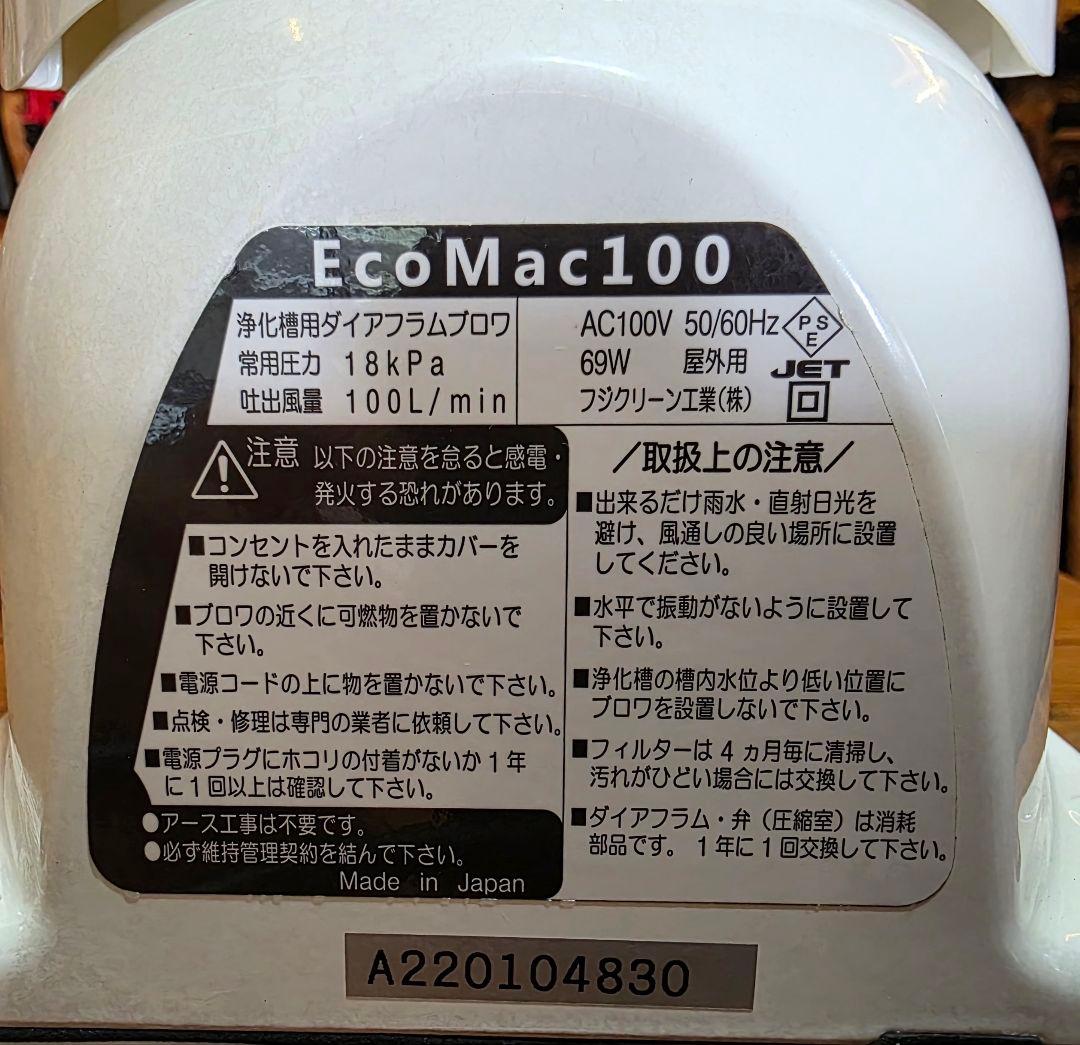 EcoMac100
浄化槽用ダイアフラムブロワ
常用圧力 18kPa
吐出風量 100L/min
AC100V 50/60Hz
PSE
69W 屋外用
JET
フジクリーン工業(株)
注意 以下の注意を怠ると感電・
発火する恐れがあります。
■コンセントを入れたままカバーを
開けないで下さい。
■ブロワの近くに可燃物を置かないで
下さい。
■電源コードの上に物を置かないで下さい。
■点検・修理は専門の業者に依頼して下さい。
■電源プラグにホコリの付着がないか1年
に1回以上は確認して下さい。
●アース工事は不要です。
●必ず維持管理契約を結んで下さい。
Made in Japan
/取扱上の注意/
■出来るだけ雨水・直射日光を
避け、風通しの良い場所に設置
してください。
■水平で振動がないように設置して
下さい。
■浄化槽の槽内水位より低い位置に
ブロワを設置しないで下さい。
■フィルターは4ヵ月毎に清掃し、
汚れがひどい場合には交換して下さい。
■ダイアフラム・弁（圧縮室）は消耗
部品です。1年に1回交換して下さい。
A220104830